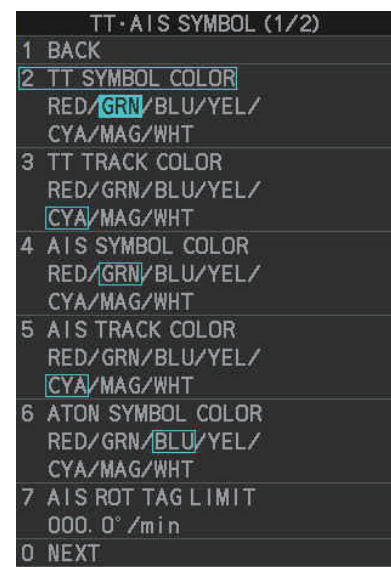 TT·AIS SYMBOL (1/2)
1 BACK
2 TT SYMBOL COLOR
RED/GRN/BLU/YEL/
CYA/MAG/WHT
3 TT TRACK COLOR
RED/GRN/BLU/YEL/
CYA/MAG/WHT
4 AIS SYMBOL COLOR
RED/GRN/BLU/YEL/
CYA/MAG/WHT
5 AIS TRACK COLOR
RED/GRN/BLU/YEL/
CYA/MAG/WHT
6 ATON SYMBOL COLOR
RED/GRN/BLU/YEL/
CYA/MAG/WHT
7 AIS ROT TAG LIMIT
000.0°/min
0 NEXT